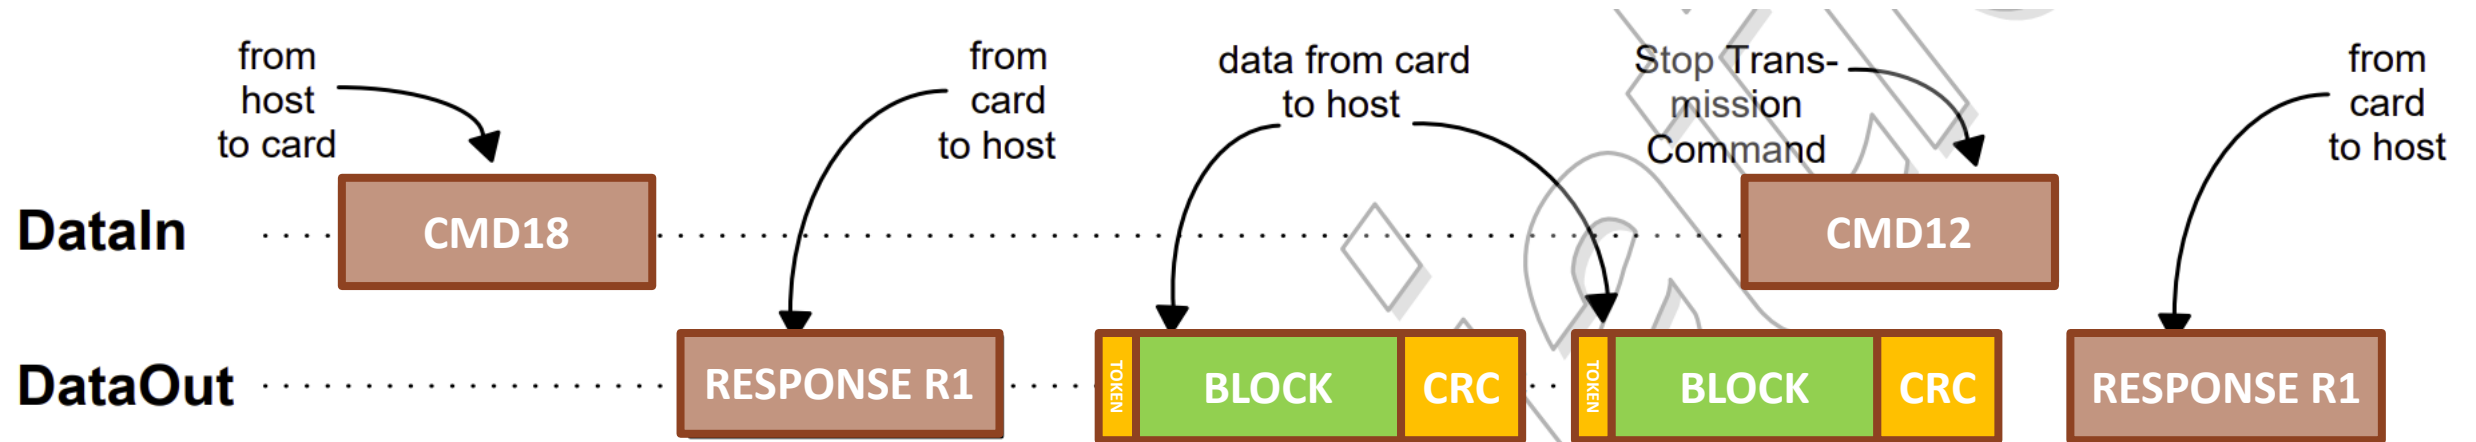 from
host
to card
from
card
to host
data from card
to host
Stop Trans-
mission
Command
from
card
to host
DataIn
CMD18
CMD12
DataOut
RESPONSE R1
TOKEN
BLOCK
CRC
TOKEN
BLOCK
CRC
RESPONSE R1